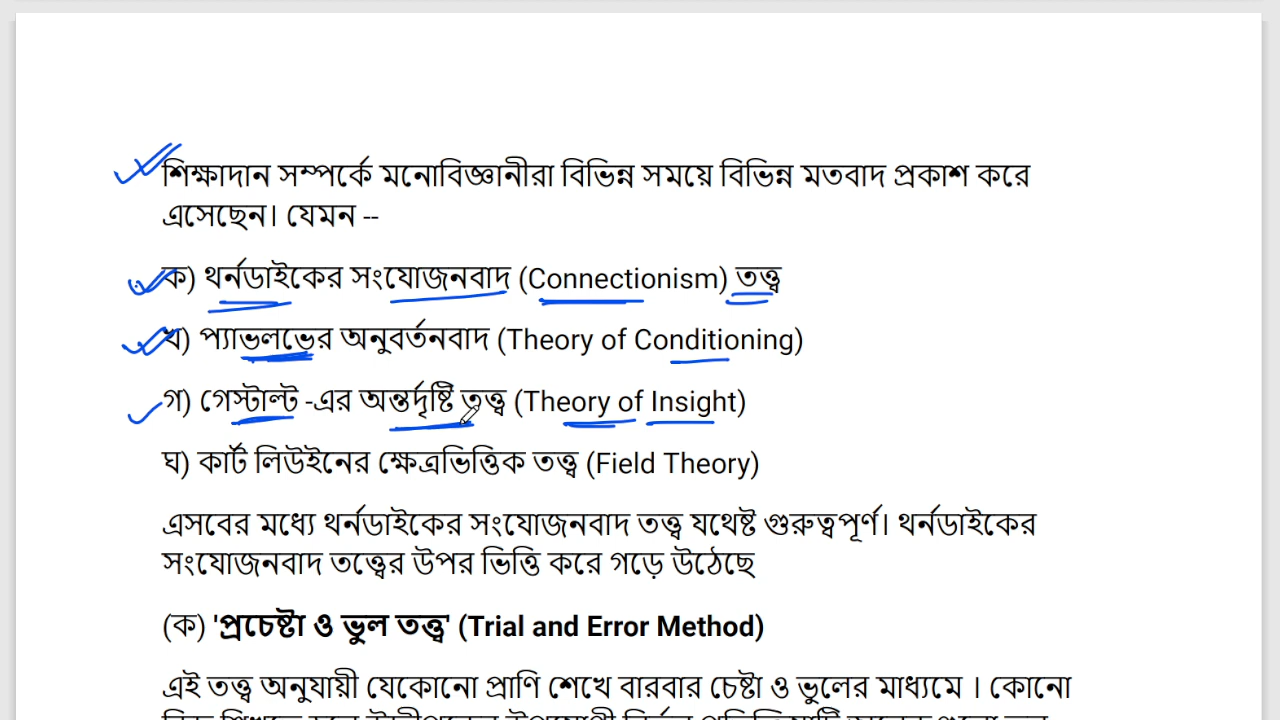 শিক্ষাদান সম্পর্কে মনোবিজ্ঞানীরা বিভিন্ন সময়ে বিভিন্ন মতবাদ প্রকাশ করে
এসেছেন। যেমন --
ক) থর্নডাইকের সংযোজনবাদ (Connectionism) তত্ত্ব
খ) প্যাভলভের অনুবর্তনবাদ (Theory of Conditioning)
গ) গেস্টাল্ট -এর অন্তর্দৃষ্টি তত্ত্ব (Theory of Insight)
ঘ) কার্ট লিউইনের ক্ষেত্রভিত্তিক তত্ত্ব (Field Theory)
এসবের মধ্যে থর্নডাইকের সংযোজনবাদ তত্ত্ব যথেষ্ট গুরুত্বপূর্ণ। থর্নডাইকের
সংযোজনবাদ তত্ত্বের উপর ভিত্তি করে গড়ে উঠেছে
(ক) 'প্রচেষ্টা ও ভুল তত্ত্ব' (Trial and Error Method)
এই তত্ত্ব অনুযায়ী যেকোনো প্রাণি শেখে বারবার চেষ্টা ও ভুলের মাধ্যমে । কোনো